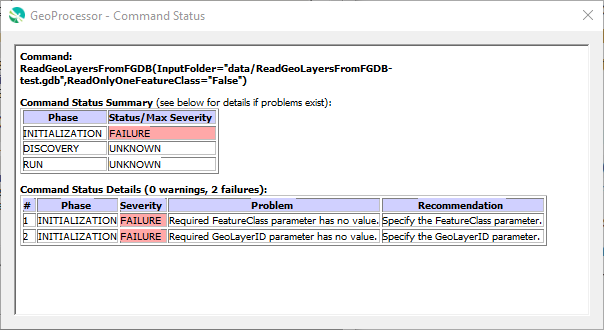 GeoProcessor - Command Status
Command:
ReadGeoLayersFromFGDB(InputFolder="data/ReadGeoLayersFromFGDB-
test.gdb",ReadOnlyOneFeatureClass="False")
Command Status Summary (see below for details if problems exist):
Phase Status/Max Severity
INITIALIZATION FAILURE
DISCOVERY UNKNOWN
RUN UNKNOWN
Command Status Details (0 warnings, 2 failures):
# Phase Severity Problem Recommendation
1 INITIALIZATION FAILURE Required FeatureClass parameter has no value. Specify the FeatureClass parameter.
2 INITIALIZATION FAILURE Required GeoLayerID parameter has no value. Specify the GeoLayerID parameter.